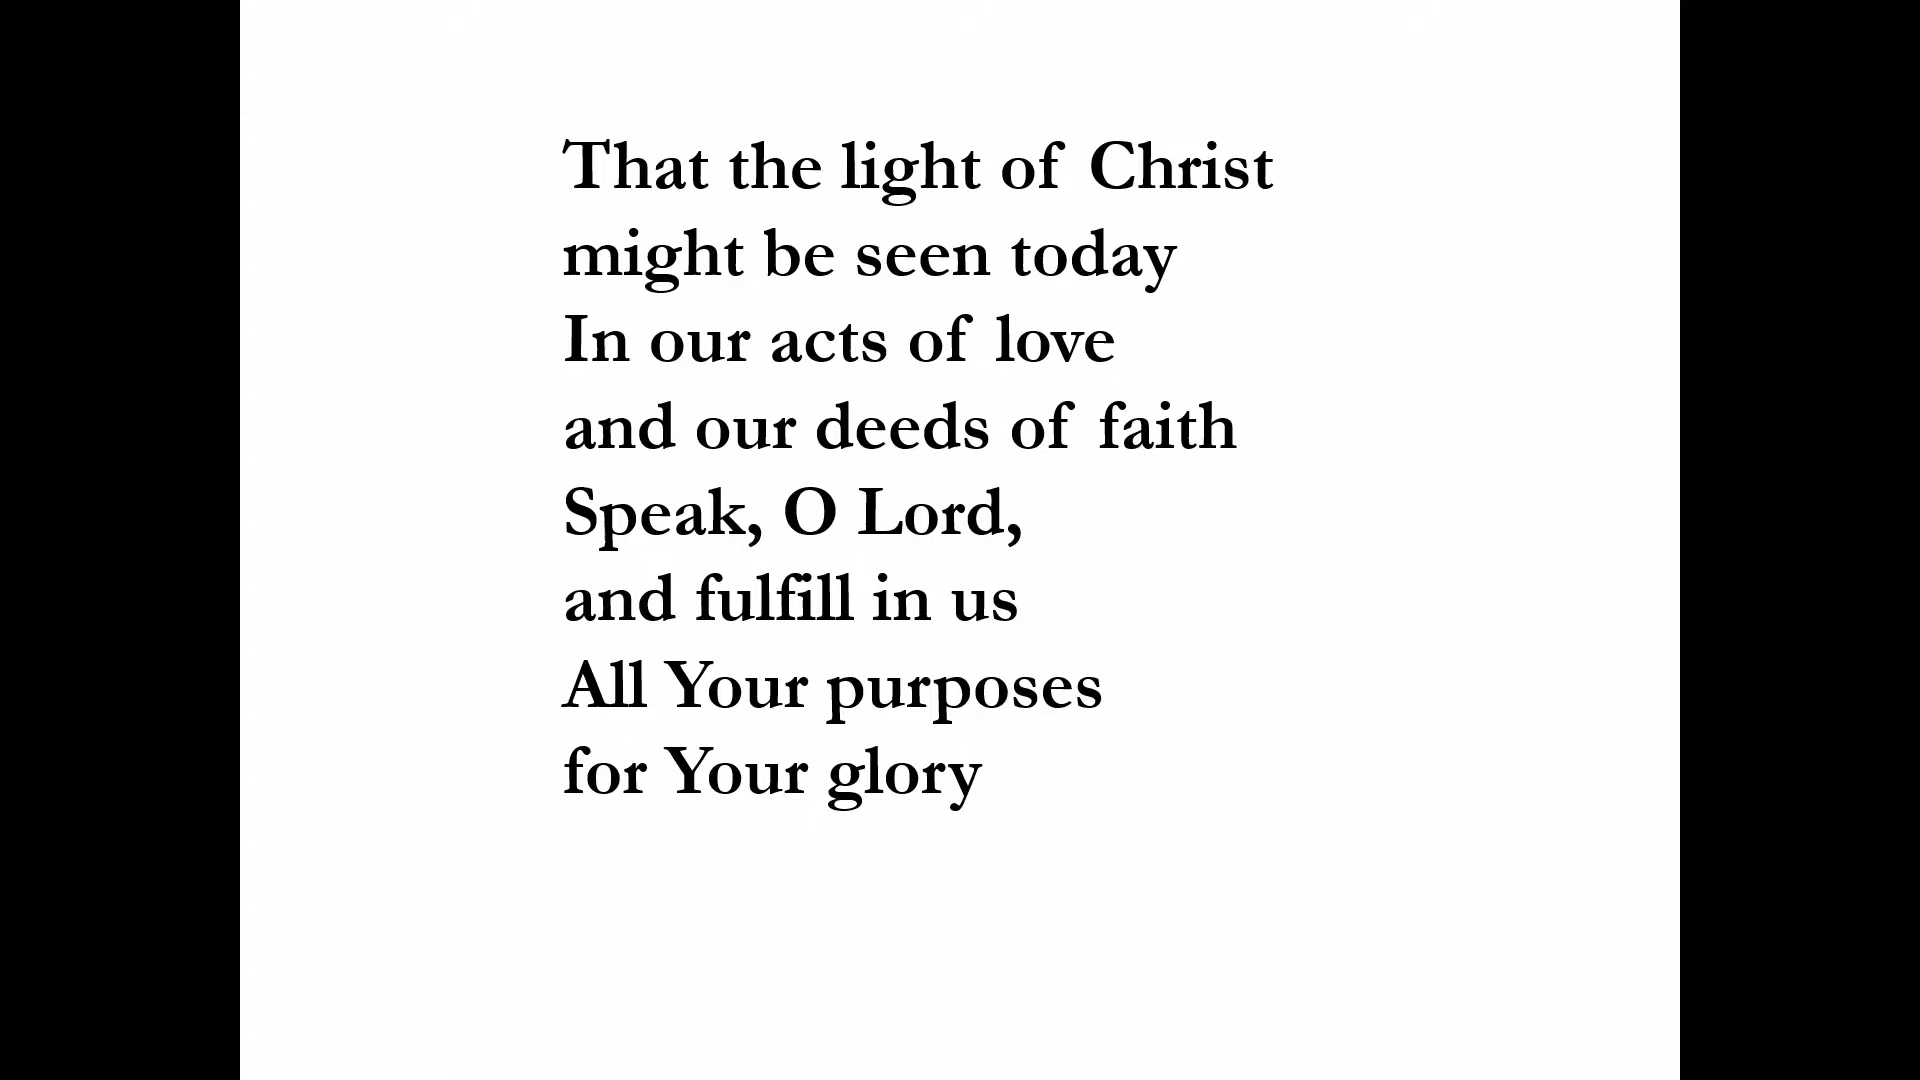 That the light of Christ
might be seen today
In our acts of love
and our deeds of faith
Speak, O Lord,
and fulfill in us
All Your purposes
for Your glory